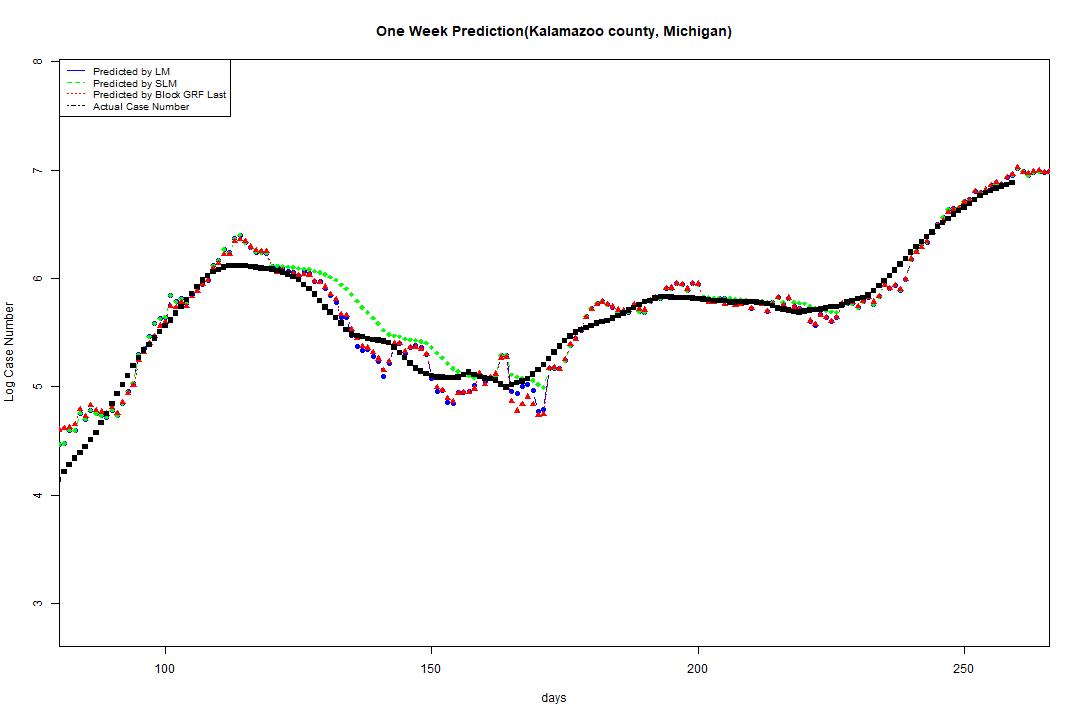 One Week Prediction(Kalamazoo county, Michigan)
8
Predicted by LM
Predicted by SLM
Predicted by Block GRF Last
Actual Case Number
7
6
5
4
3
Log Case Number
100
150
200
250
days